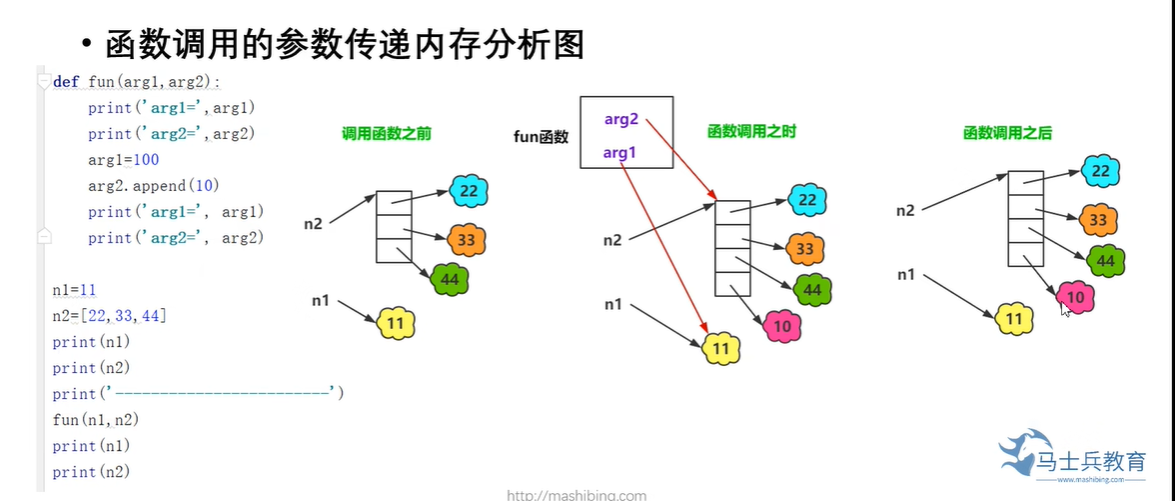 • 函数调用的参数传递内存分析图
def fun(arg1,arg2):
    print('arg1=',arg1)
    print('arg2=',arg2)
    arg1=100
    arg2.append(10)
    print('arg1=', arg1)
    print('arg2=', arg2)
n1=11
n2=[22,33,44]
print(n1)
print(n2)
print('------------------------')
fun(n1,n2)
print(n1)
print(n2)
调用函数之前
n2
22
33
44
n1
11
fun函数
arg2
arg1
函数调用之时
n2
22
33
44
10
n1
11
函数调用之后
n2
22
33
44
10
n1
11
马士兵教育
www.mashibing.com
http://mashibing.com